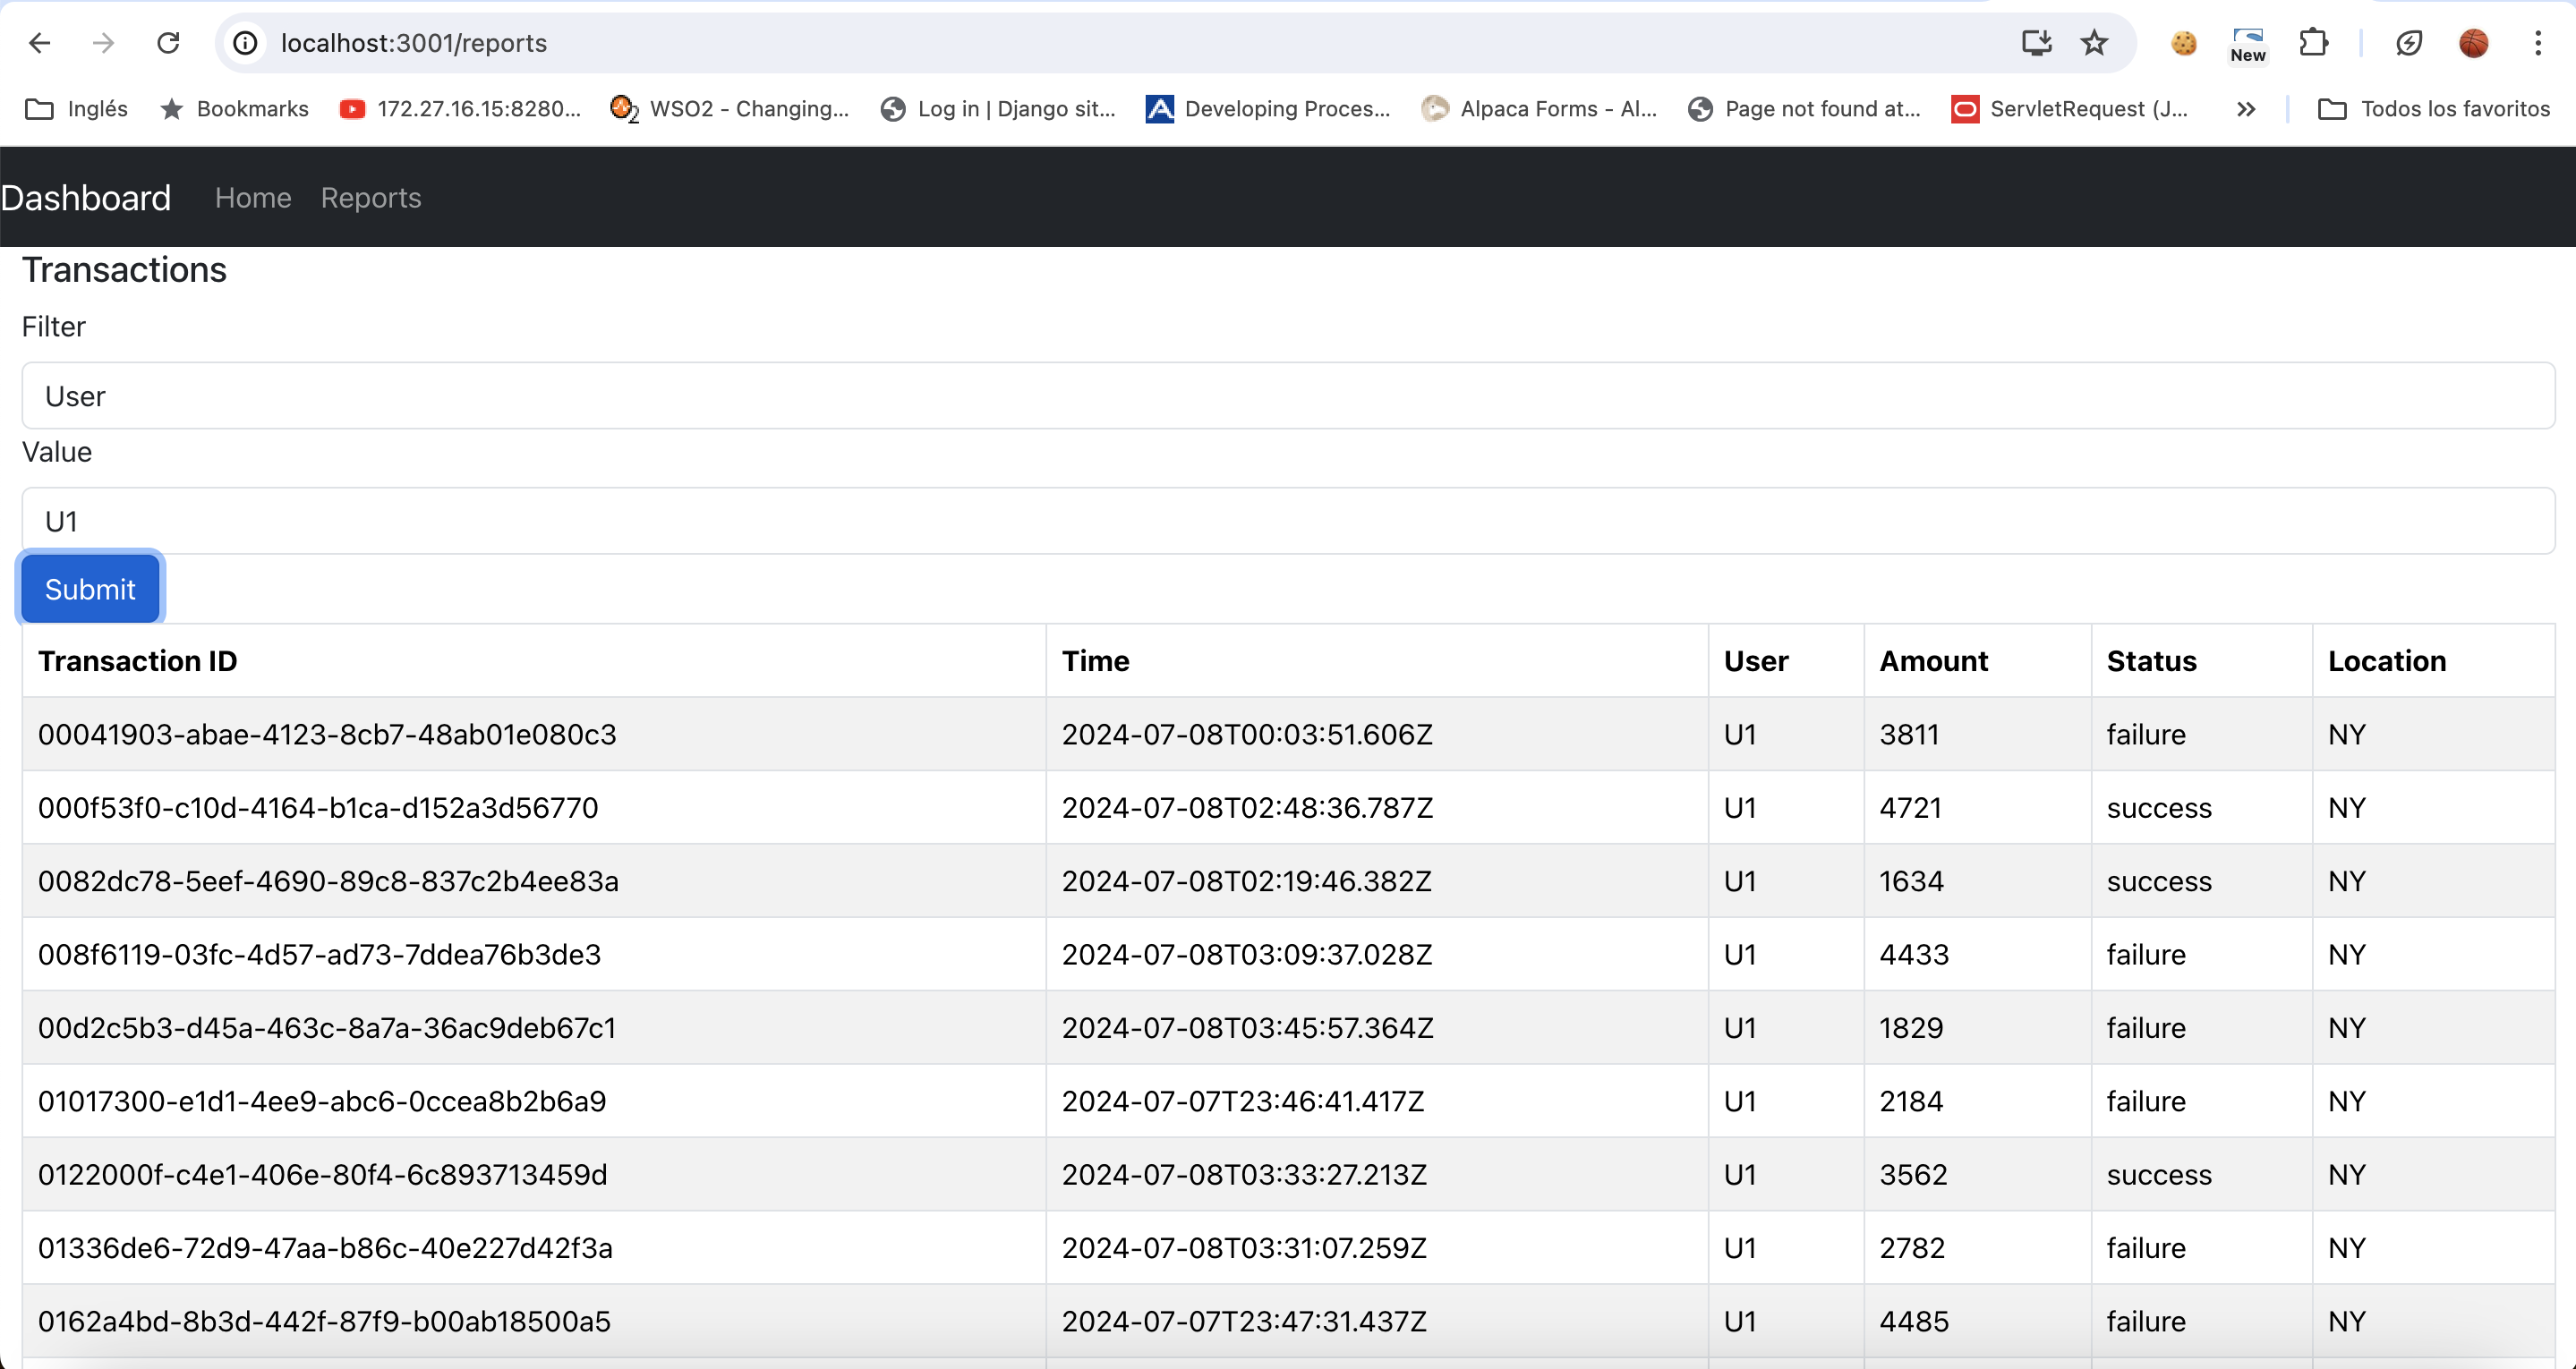 localhost:3001/reports
New
Inglés Bookmarks 172.27.16.15:8280... WSO2 - Changing... Log in | Django sit... Developing Proces... Alpaca Forms - Al... Page not found at... ServletRequest (J... Todos los favoritos
Dashboard Home Reports
Transactions
Filter
User
Value
U1
Submit
Transaction ID Time User Amount Status Location
00041903-abae-4123-8cb7-48ab01e080c3 2024-07-08T00:03:51.606Z U1 3811 failure NY
000f53f0-c10d-4164-b1ca-d152a3d56770 2024-07-08T02:48:36.787Z U1 4721 success NY
0082dc78-5eef-4690-89c8-837c2b4ee83a 2024-07-08T02:19:46.382Z U1 1634 success NY
008f6119-03fc-4d57-ad73-7ddea76b3de3 2024-07-08T03:09:37.028Z U1 4433 failure NY
00d2c5b3-d45a-463c-8a7a-36ac9deb67c1 2024-07-08T03:45:57.364Z U1 1829 failure NY
01017300-e1d1-4ee9-abc6-0ccea8b2b6a9 2024-07-07T23:46:41.417Z U1 2184 failure NY
0122000f-c4e1-406e-80f4-6c893713459d 2024-07-08T03:33:27.213Z U1 3562 success NY
01336de6-72d9-47aa-b86c-40e227d42f3a 2024-07-08T03:31:07.259Z U1 2782 failure NY
0162a4bd-8b3d-442f-87f9-b00ab18500a5 2024-07-07T23:47:31.437Z U1 4485 failure NY